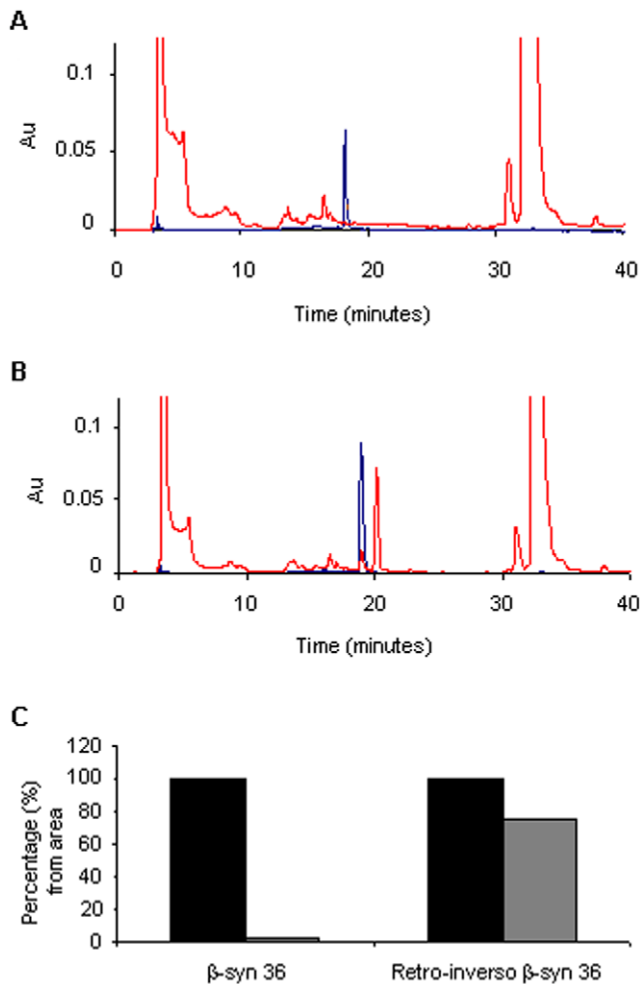 A
0.1
0.05
0
Au
0 10 20 30 40
Time (minutes)
B
0.1
0.05
0
Au
0 10 20 30 40
Time (minutes)
C
120
100
80
60
40
20
0
Percentage (%)
from area
β-syn 36 Retro-inverso β-syn 36